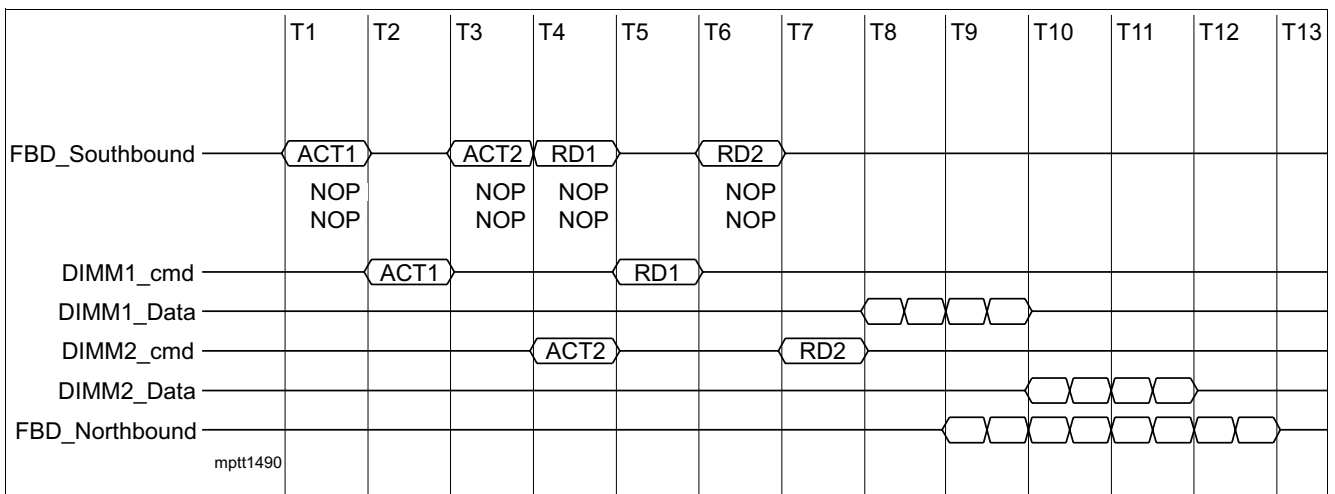 T1 T2 T3 T4 T5 T6 T7 T8 T9 T10 T11 T12 T13
FBD_Southbound ACT1 ACT2 RD1 RD2
NOP NOP NOP NOP
NOP NOP NOP NOP
DIMM1_cmd ACT1 RD1
DIMM1_Data
DIMM2_cmd ACT2 RD2
DIMM2_Data
FBD_Northbound
mptt1490